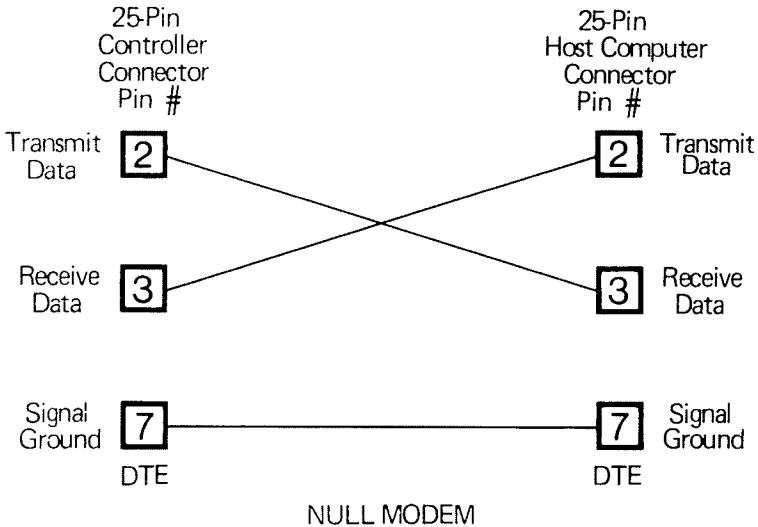 25-Pin
Controller
Connector
Pin #
25-Pin
Host Computer
Connector
Pin #
Transmit
Data
2
2
Transmit
Data
Receive
Data
3
3
Receive
Data
Signal
Ground
7
7
Signal
Ground
DTE
DTE
NULL MODEM